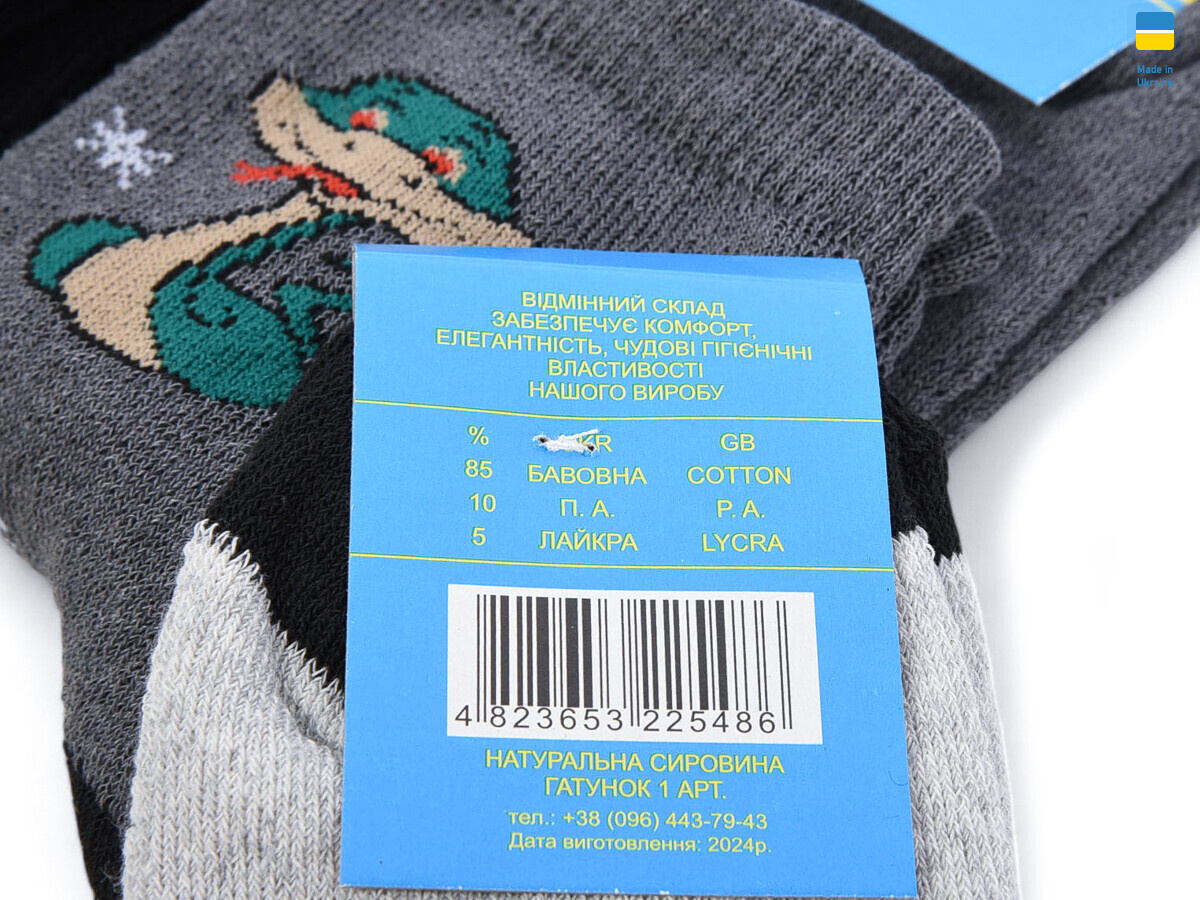 Made in
Ukraine
ВІДМІННИЙ СКЛАД
ЗАБЕЗПЕЧУЄ КОМФОРТ,
ЕЛЕГАНТНІСТЬ, ЧУДОВІ ГІГІЄНІЧНІ
ВЛАСТИВОСТІ
НАШОГО ВИРОБУ
% KR GB
85 БАВОВНА COTTON
10 П. А. P. A.
5 ЛАЙКРА LYCRA
4 823653 225486
НАТУРАЛЬНА СИРОВИНА
ГАТУНОК 1 АРТ.
тел.: +38 (096) 443-79-43
Дата виготовлення: 2024р.